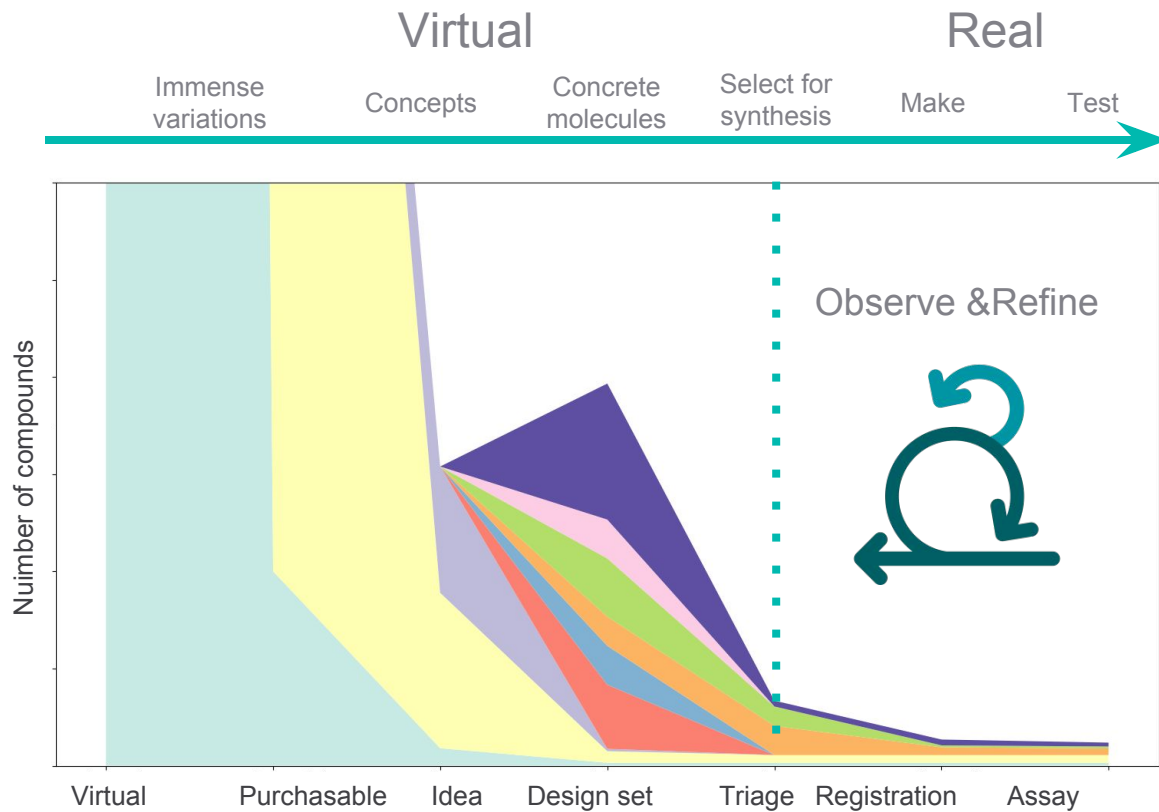 Virtual
Real
Immense
variations
Concepts
Concrete
molecules
Select for
synthesis
Make
Test
Observe &Refine
Nuimber of compounds
Virtual
Purchasable
Idea
Design set
Triage
Registration
Assay